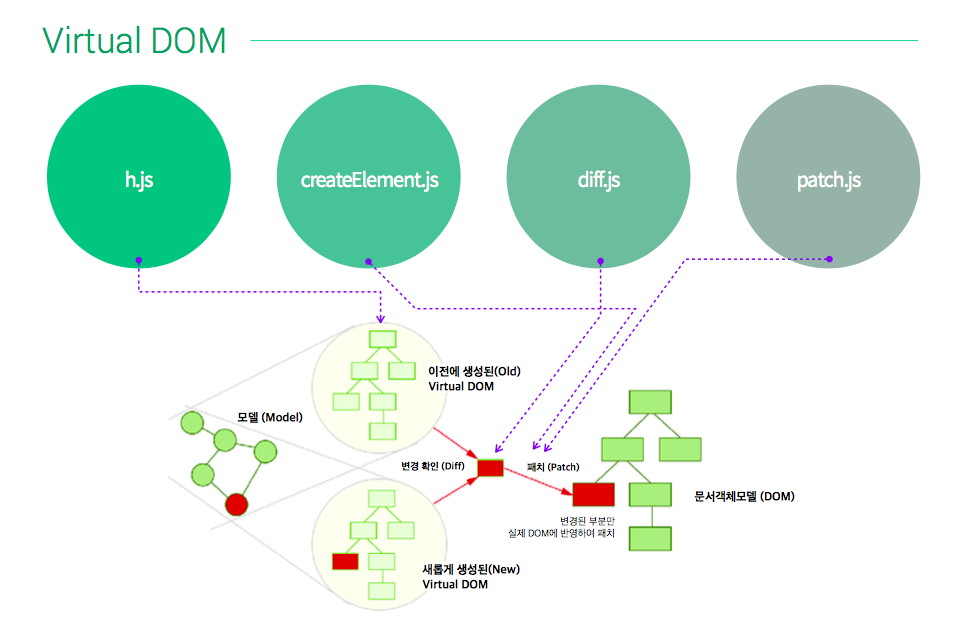 Virtual DOM
h.js
createElement.js
diff.js
patch.js
이전에 생성된(Old)
Virtual DOM
모델 (Model)
변경 확인 (Diff)
패치 (Patch)
문서객체모델 (DOM)
변경된 부분만
실제 DOM에 반영하여 패치
새롭게 생성된(New)
Virtual DOM